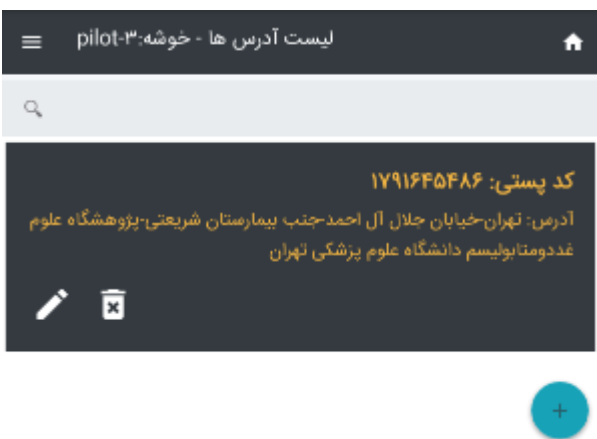 لیست آدرس ها - خوشه:pilot-۳
کد پستی: ۱۷۹۱۶۴۵۴۸۶
آدرس: تهران-خیابان جلال آل احمد-جنب بیمارستان شریعتی-پژوهشگاه علوم
غددومتابولیسم دانشگاه علوم پزشکی تهران